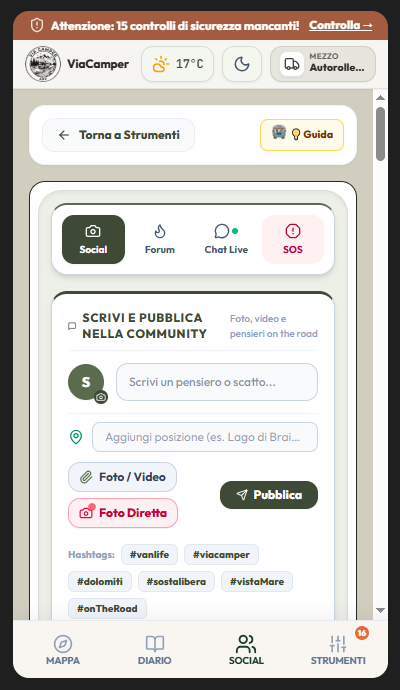 Attenzione: 15 controlli di sicurezza mancanti! Controlla →
VIA CAMPER
ViaCamper
17°C
MEZZO
Autorolle...
Torna a Strumenti
Guida
Social
Forum
Chat Live
SOS
SCRIVI E PUBBLICA
NELLA COMMUNITY
Foto, video e
pensieri on the road
S
Scrivi un pensiero o scatto...
Aggiungi posizione (es. Lago di Brai...
Foto / Video
Foto Diretta
Pubblica
Hashtags: #vanlife #viacamper
#dolomiti #sostalibera #vistaMare
#onTheRoad
MAPPA
DIARIO
SOCIAL
16
STRUMENTI